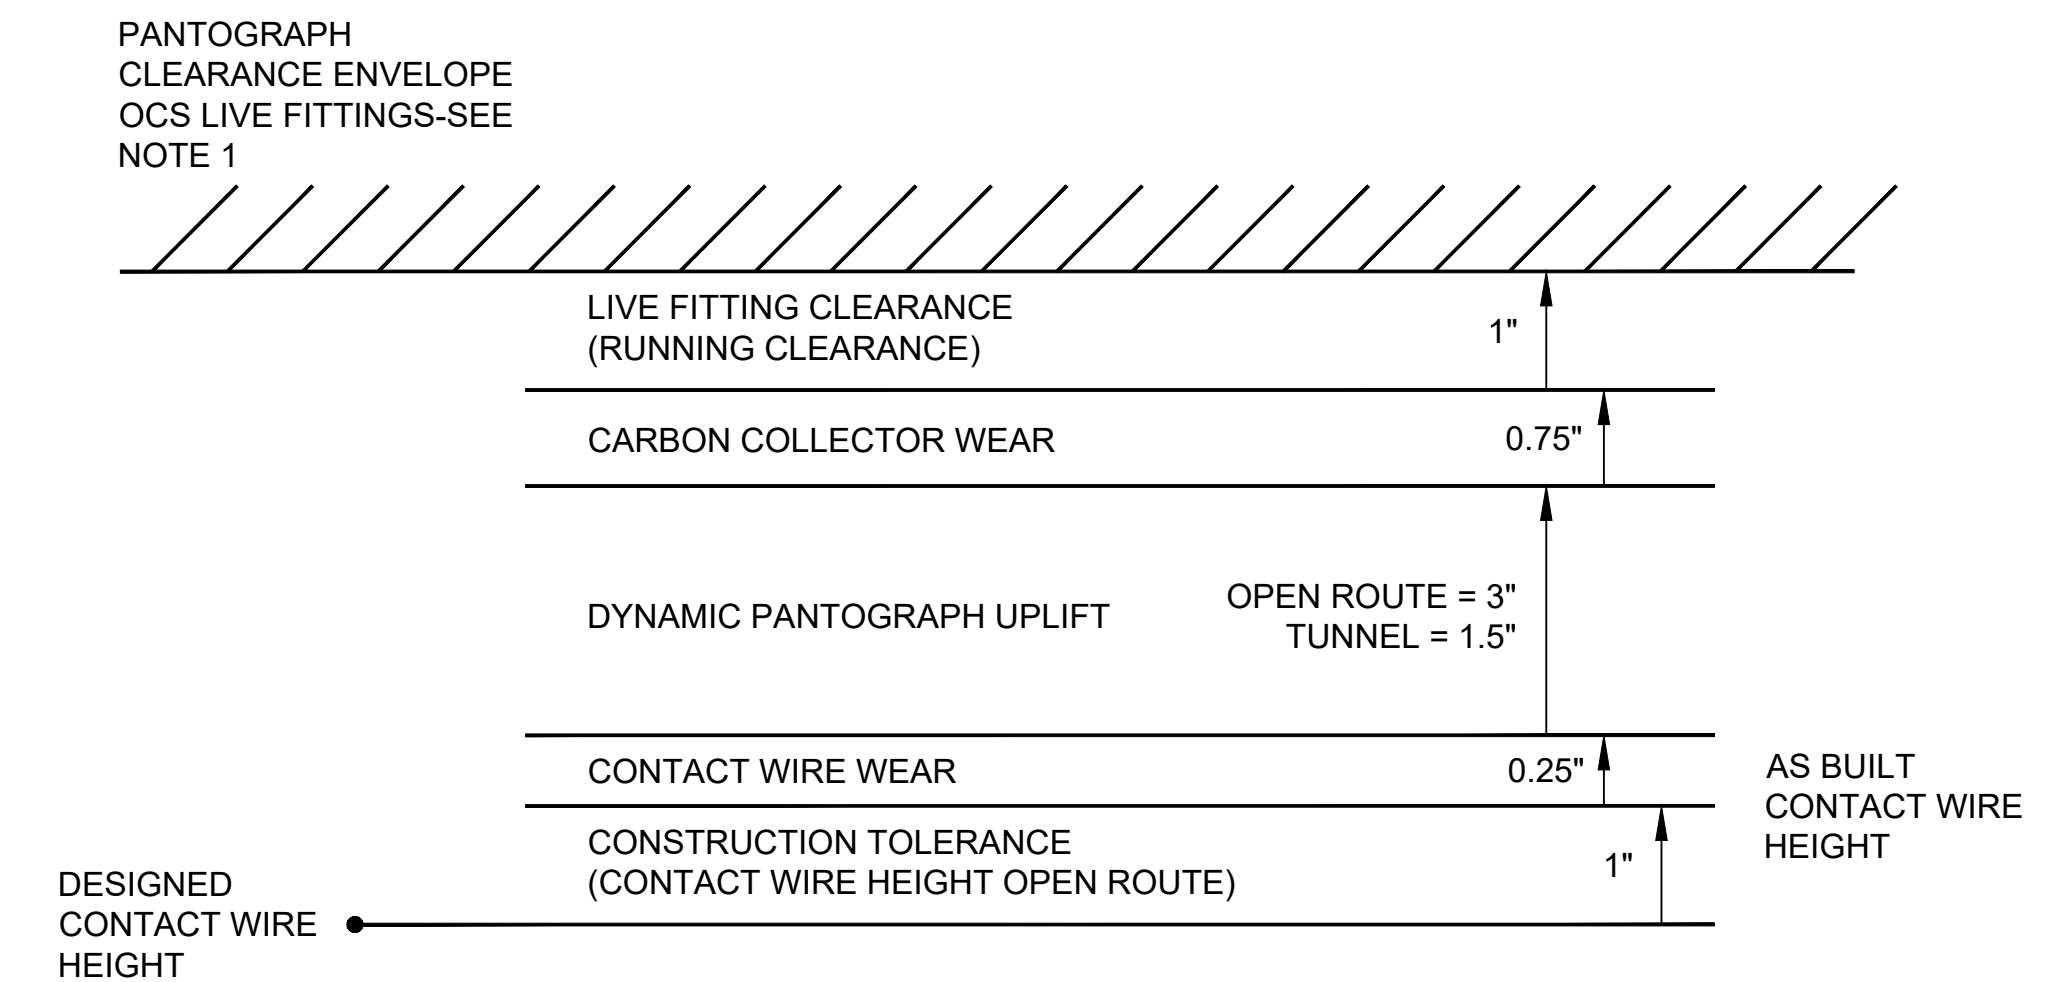 PANTOGRAPH
CLEARANCE ENVELOPE
OCS LIVE FITTINGS-SEE
NOTE 1
LIVE FITTING CLEARANCE
(RUNNING CLEARANCE)
1"
CARBON COLLECTOR WEAR
0.75"
DYNAMIC PANTOGRAPH UPLIFT
OPEN ROUTE = 3"
TUNNEL = 1.5"
CONTACT WIRE WEAR
0.25"
AS BUILT
CONTACT WIRE
HEIGHT
CONSTRUCTION TOLERANCE
(CONTACT WIRE HEIGHT OPEN ROUTE)
1"
DESIGNED
CONTACT WIRE
HEIGHT